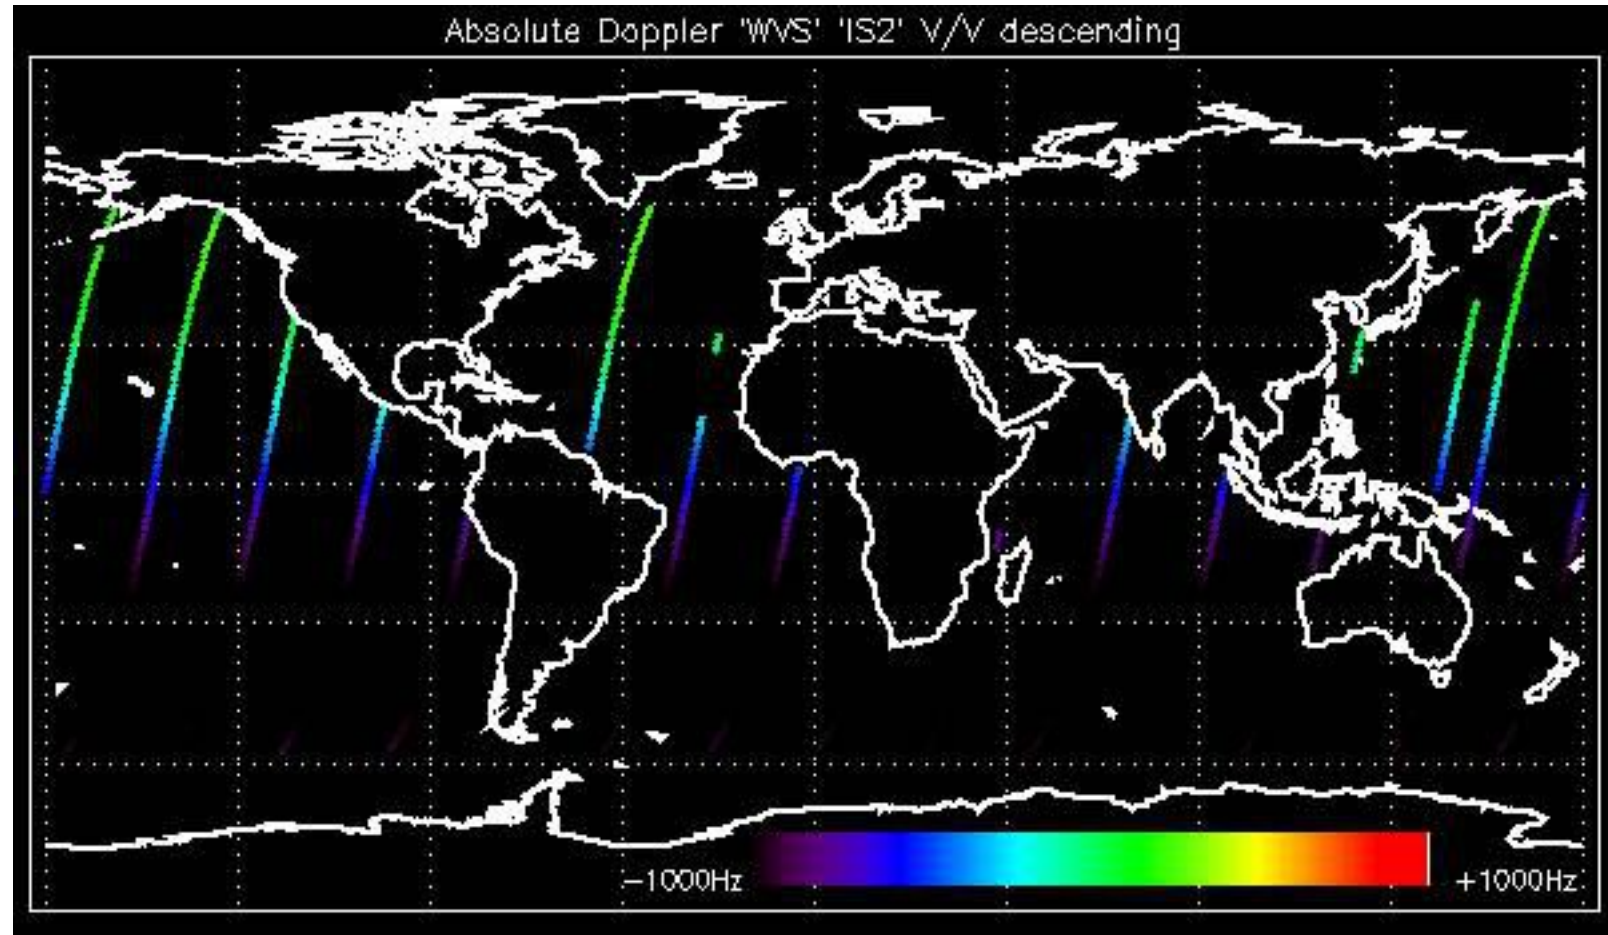 Absolute Doppler 'WVS' 'IS2' V/V descending
−1000Hz
+1000Hz